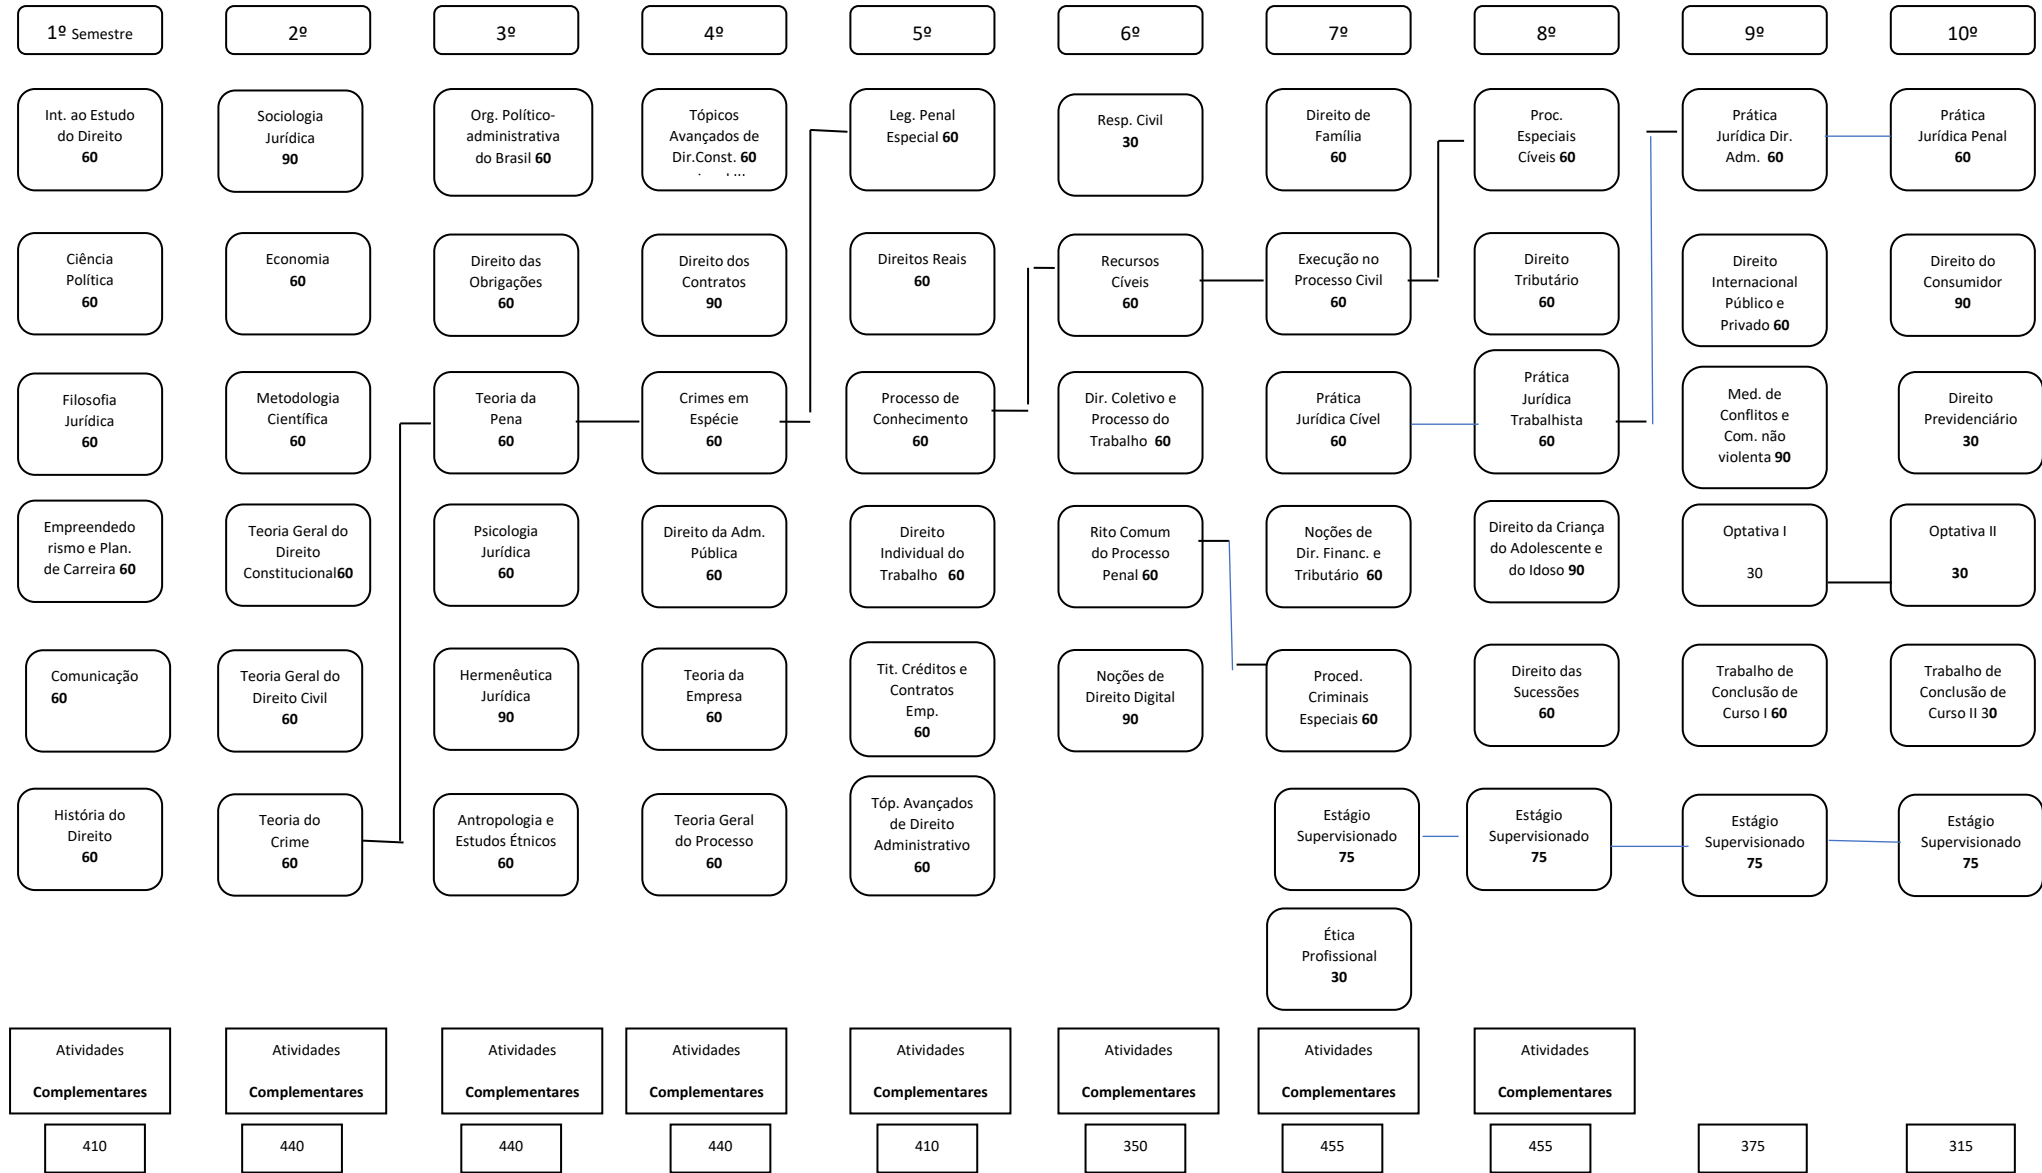 1º Semestre
2º
3º
4º
5º
6º
7º
8º
9º
10º
Int. ao Estudo
do Direito
60
Sociologia
Jurídica
90
Org. Político-
administrativa
do Brasil 60
Tópicos
Avançados de
Dir.Const. 60
Leg. Penal
Especial 60
Resp. Civil
30
Direito de
Família
60
Proc.
Especiais
Cíveis 60
Prática
Jurídica Dir.
Adm. 60
Prática
Jurídica Penal
60
Ciência
Política
60
Economia
60
Direito das
Obrigações
60
Direito dos
Contratos
90
Direitos Reais
60
Recursos
Cíveis
60
Execução no
Processo Civil
60
Direito
Tributário
60
Direito
Internacional
Público e
Privado 60
Direito do
Consumidor
90
Filosofia
Jurídica
60
Metodologia
Científica
60
Teoria da
Pena
60
Crimes em
Espécie
60
Processo de
Conhecimento
60
Dir. Coletivo e
Processo do
Trabalho 60
Prática
Jurídica Cível
60
Prática
Jurídica
Trabalhista
60
Med. de
Conflitos e
Com. não
violenta 90
Direito
Previdenciário
30
Empreendedo
rismo e Plan.
de Carreira 60
Teoria Geral do
Direito
Constitucional60
Psicologia
Jurídica
60
Direito da Adm.
Pública
60
Direito
Individual do
Trabalho 60
Rito Comum
do Processo
Penal 60
Noções de
Dir. Financ. e
Tributário 60
Direito da Criança
do Adolescente e
do Idoso 90
Optativa I
30
Optativa II
30
Comunicação
60
Teoria Geral do
Direito Civil
60
Hermenêutica
Jurídica
90
Teoria da
Empresa
60
Tit. Créditos e
Contratos
Emp.
60
Noções de
Direito Digital
90
Proced.
Criminais
Especiais 60
Direito das
Sucessões
60
Trabalho de
Conclusão de
Curso I 60
Trabalho de
Conclusão de
Curso II 30
História do
Direito
60
Teoria do
Crime
60
Antropologia e
Estudos Étnicos
60
Teoria Geral
do Processo
60
Tóp. Avançados
de Direito
Administrativo
60
Estágio
Supervisionado
75
Estágio
Supervisionado
75
Estágio
Supervisionado
75
Estágio
Supervisionado
75
Ética
Profissional
30
Atividades
Complementares
Atividades
Complementares
Atividades
Complementares
Atividades
Complementares
Atividades
Complementares
Atividades
Complementares
Atividades
Complementares
Atividades
Complementares
410
440
440
440
410
350
455
455
375
315